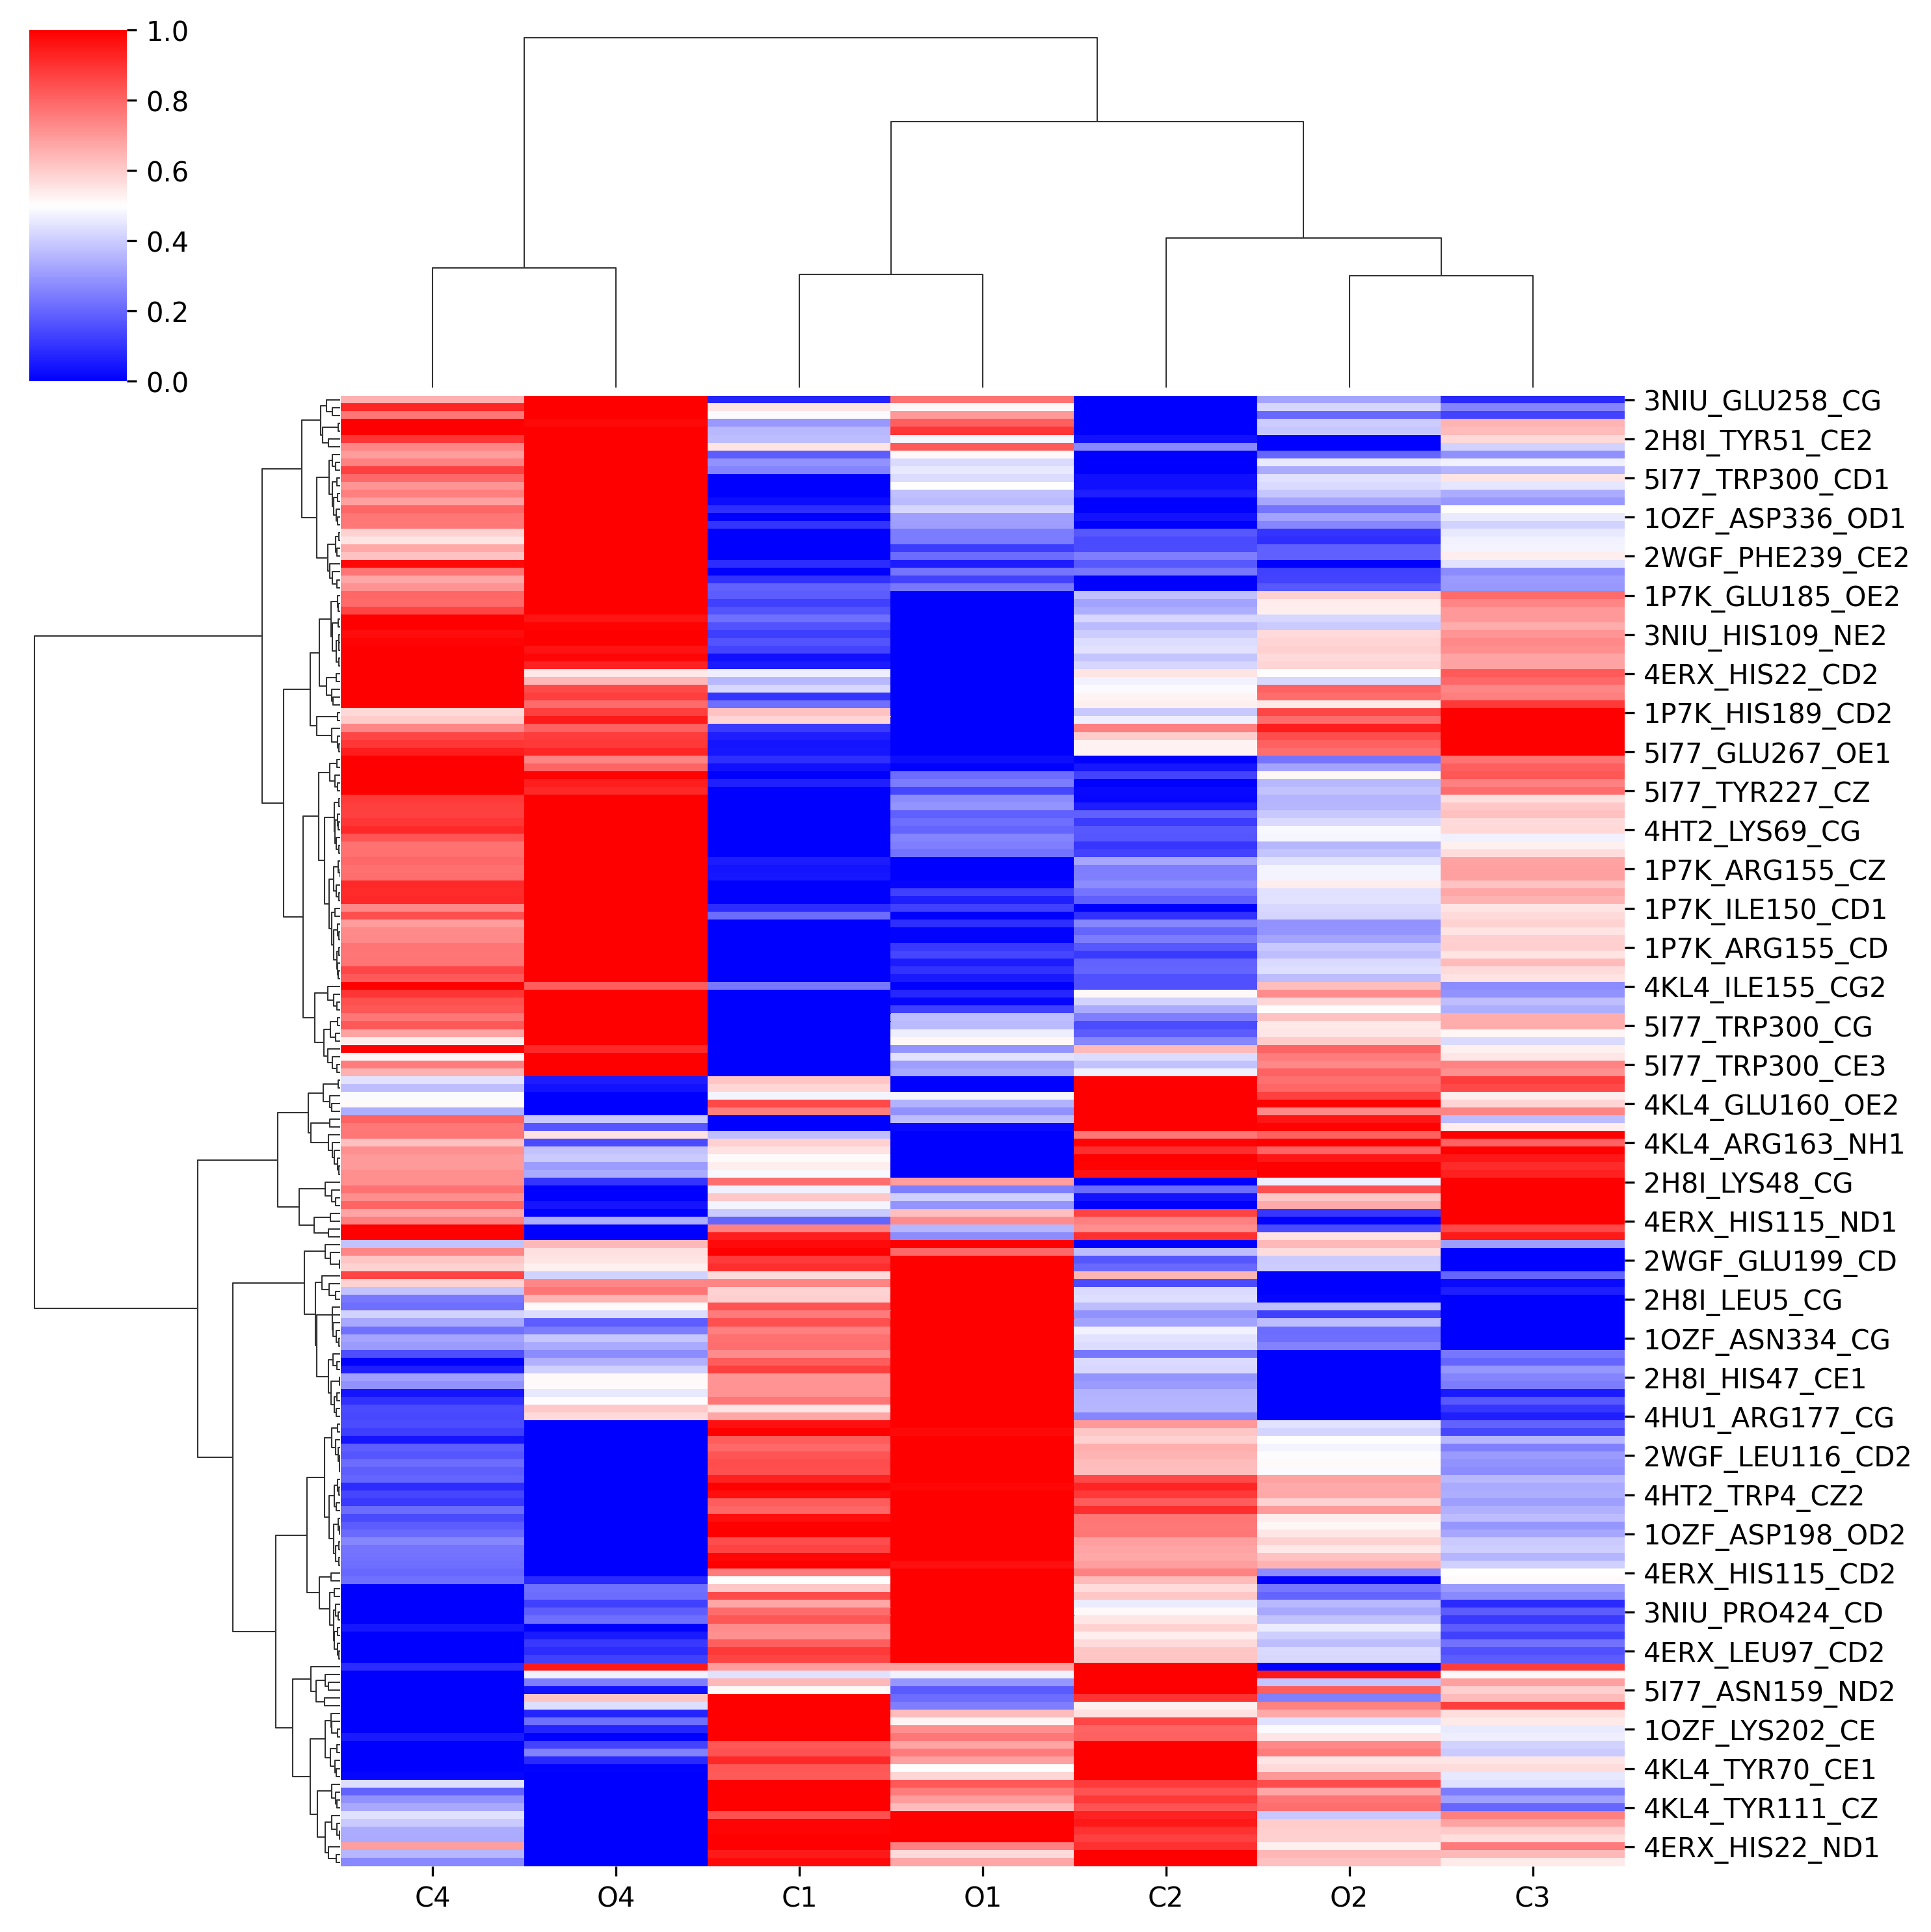 1.0
0.8
0.6
0.4
0.2
0.0
3NIU_GLU258_CG
2H8I_TYR51_CE2
5I77_TRP300_CD1
1OZF_ASP336_OD1
2WGF_PHE239_CE2
1P7K_GLU185_OE2
3NIU_HIS109_NE2
4ERX_HIS22_CD2
1P7K_HIS189_CD2
5I77_GLU267_OE1
5I77_TYR227_CZ
4HT2_LYS69_CG
1P7K_ARG155_CZ
1P7K_ILE150_CD1
1P7K_ARG155_CD
4KL4_ILE155_CG2
5I77_TRP300_CG
5I77_TRP300_CE3
4KL4_GLU160_OE2
4KL4_ARG163_NH1
2H8I_LYS48_CG
4ERX_HIS115_ND1
2WGF_GLU199_CD
2H8I_LEU5_CG
1OZF_ASN334_CG
2H8I_HIS47_CE1
4HU1_ARG177_CG
2WGF_LEU116_CD2
4HT2_TRP4_CZ2
1OZF_ASP198_OD2
4ERX_HIS115_CD2
3NIU_PRO424_CD
4ERX_LEU97_CD2
5I77_ASN159_ND2
1OZF_LYS202_CE
4KL4_TYR70_CE1
4KL4_TYR111_CZ
4ERX_HIS22_ND1
C4 O4 C1 O1 C2 O2 C3